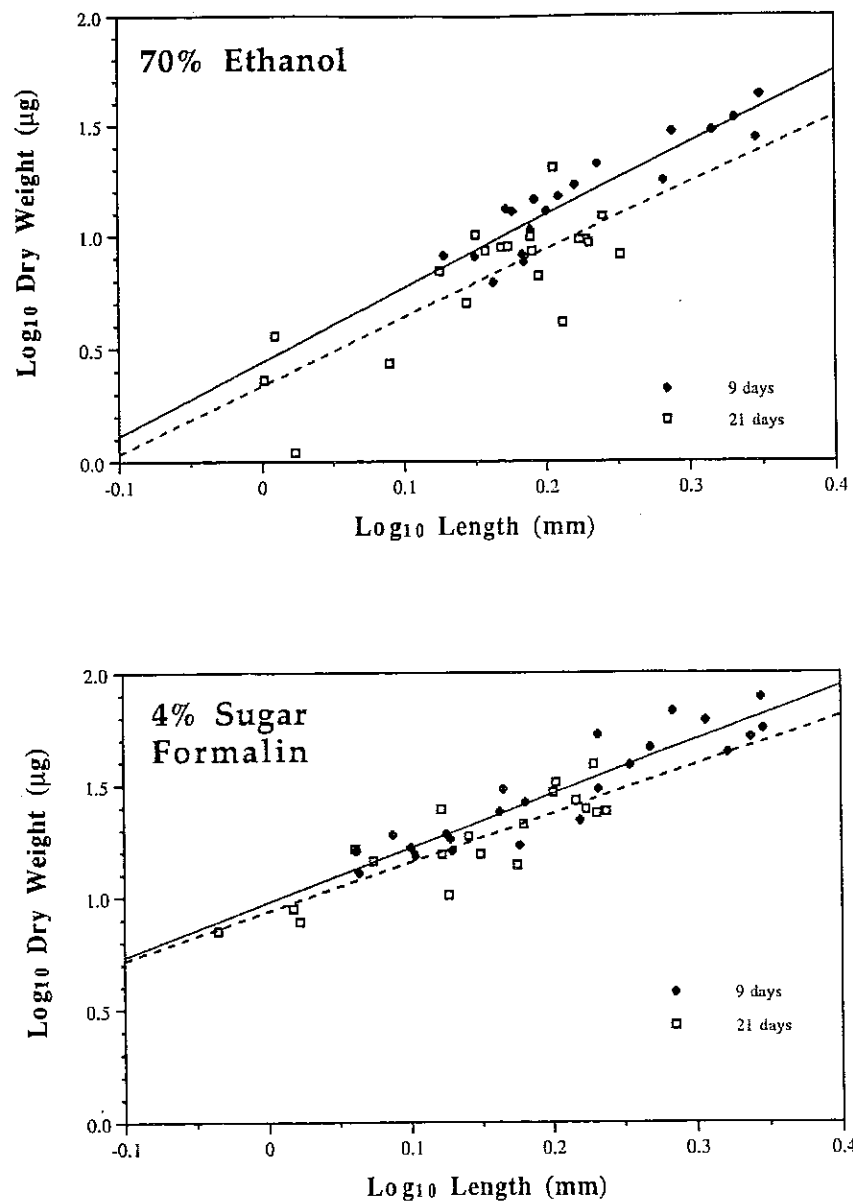 70% Ethanol
Log10 Dry Weight (µg)
2.0
1.5
1.0
0.5
0.0
-0.1
0
0.1
0.2
0.3
0.4
Log10 Length (mm)
9 days
21 days
4% Sugar
Formalin
Log10 Dry Weight (µg)
2.0
1.5
1.0
0.5
0.0
-0.1
0
0.1
0.2
0.3
0.4
Log10 Length (mm)
9 days
21 days